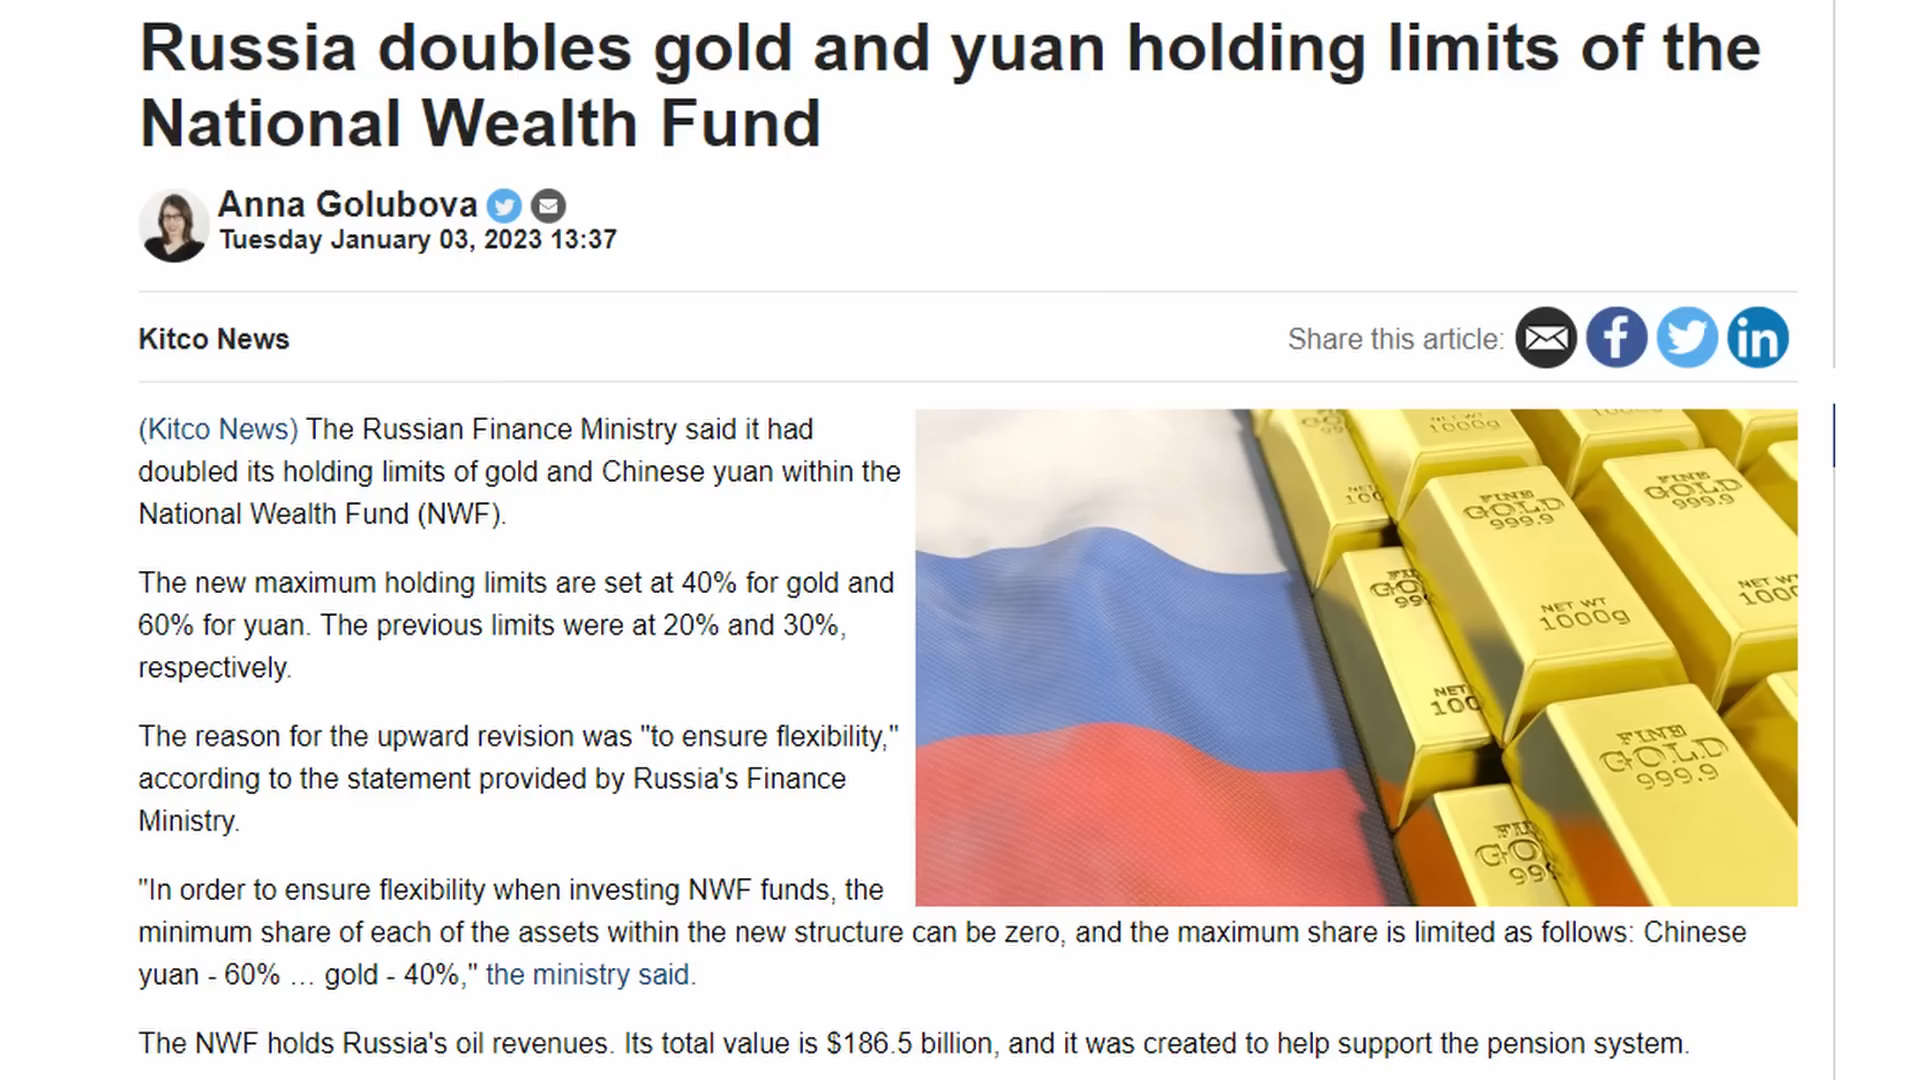 Russia doubles gold and yuan holding limits of the
National Wealth Fund
Anna Golubova
Tuesday January 03, 2023 13:37
Kitco News
Share this article:
(Kitco News) The Russian Finance Ministry said it had
doubled its holding limits of gold and Chinese yuan within the
National Wealth Fund (NWF).
The new maximum holding limits are set at 40% for gold and
60% for yuan. The previous limits were at 20% and 30%,
respectively.
The reason for the upward revision was "to ensure flexibility,"
according to the statement provided by Russia's Finance
Ministry.
"In order to ensure flexibility when investing NWF funds, the
minimum share of each of the assets within the new structure can be zero, and the maximum share is limited as follows: Chinese
yuan - 60% … gold - 40%," the ministry said.
The NWF holds Russia's oil revenues. Its total value is $186.5 billion, and it was created to help support the pension system.
1000g
FINE
GOLD
999.9
NET WT
1000g
FINE
GOLD
999.9
NET
FINE
GOLD
999.9